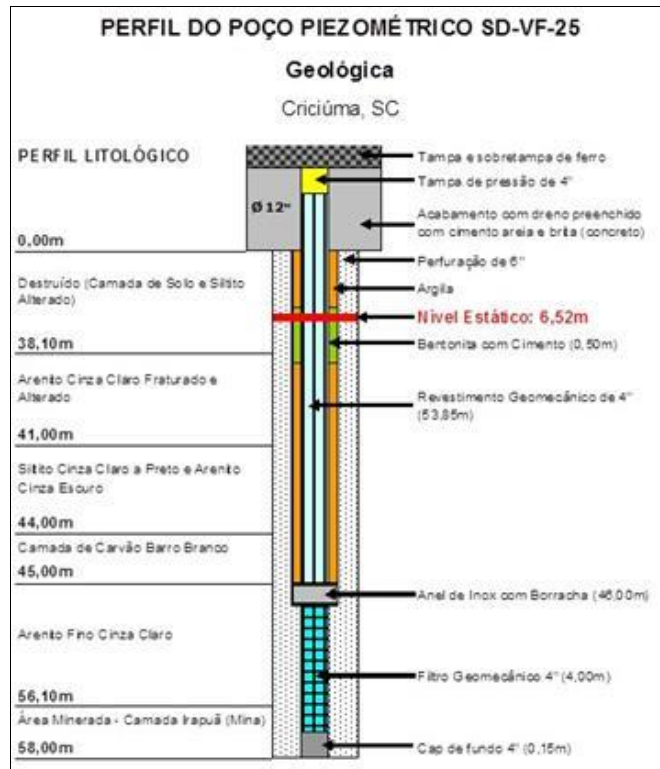 PERFIL DO POÇO PIEZOMÉTRICO SD-VF-25
Geológica
Criciúma, SC
PERFIL LITOLÓGICO
Tampa e sobretampa de ferro
Tampa de pressão de 4"
Ø 12"
Acabamento com dreno preenchido
com cimento areia e brita (concreto)
0,00m
Perfuração de 6"
Destruído (Camada de Solo e Siltito
Alterado)
Argila
Nível Estático: 6,52m
38,10m
Bentonita com Cimento (0,50m)
Arenito Cinza Claro Fraturado e
Alterado
Revestimento Geomecânico de 4"
(53,85m)
41,00m
Siltito Cinza Claro a Preto e Arenito
Cinza Escuro
44,00m
Camada de Carvão Barro Branco
45,00m
Anel de Inox com Borracha (46,00m)
Arenito Fino Cinza Claro
Filtro Geomecânico 4" (4,00m)
56,10m
Área Minerada - Camada Irapuá (Mina)
58,00m
Cap de fundo 4" (0,15m)